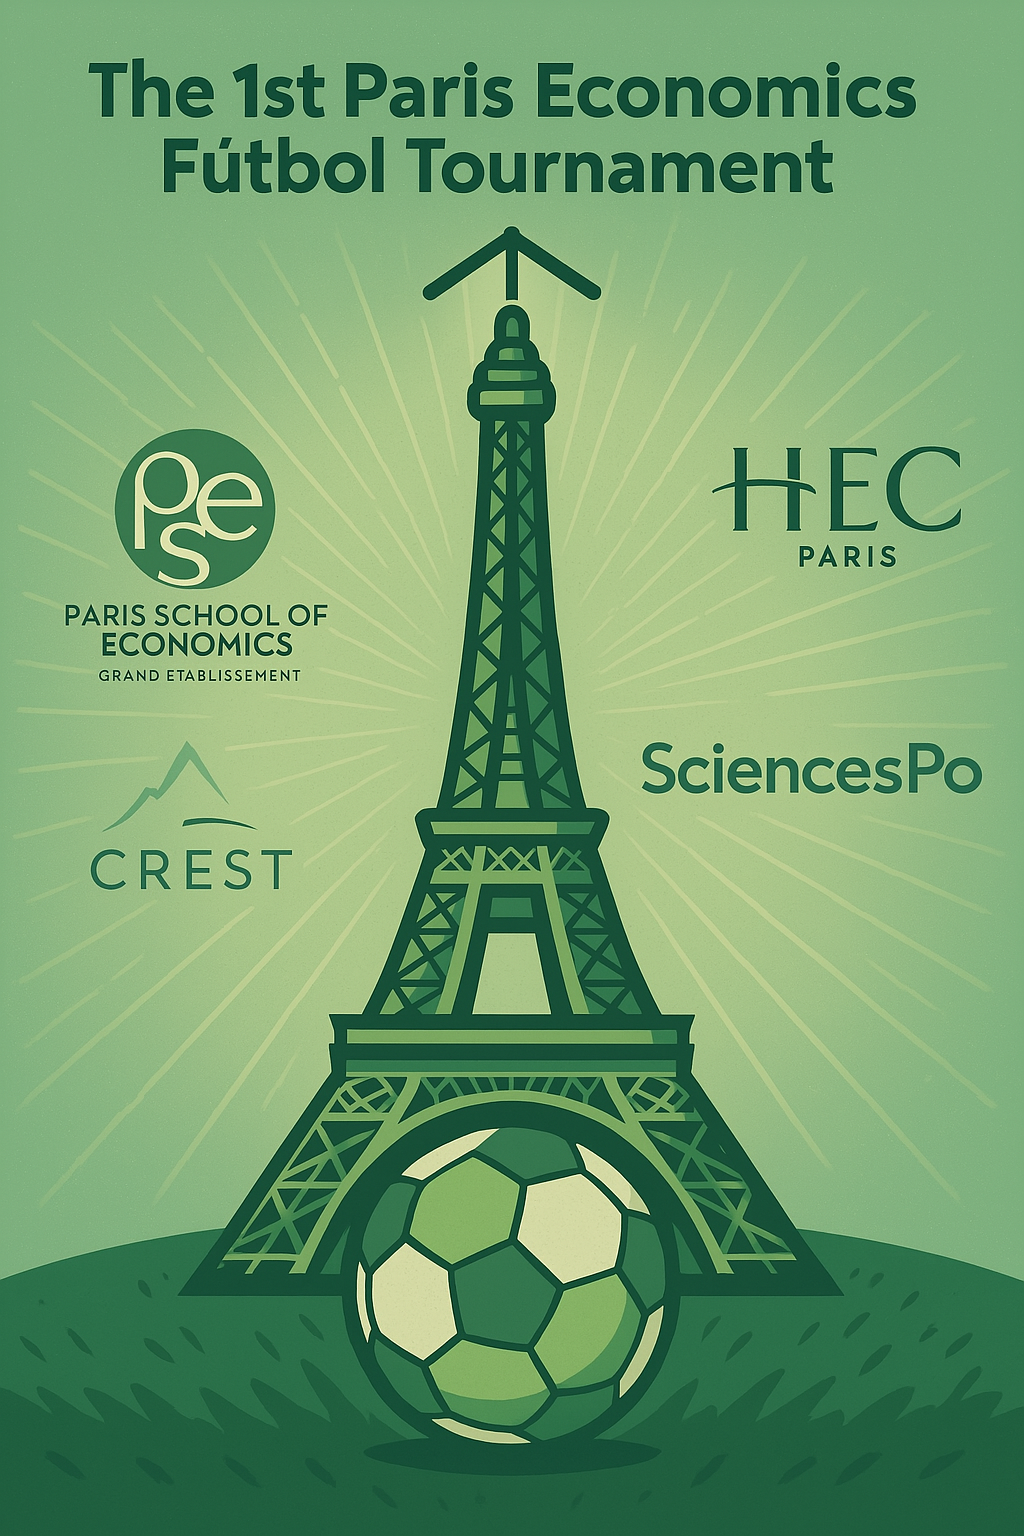 The 1st Paris Economics
Fútbol Tournament
pse
PARIS SCHOOL OF
ECONOMICS
GRAND ETABLISSEMENT
HEC
PARIS
CREST
SciencesPo